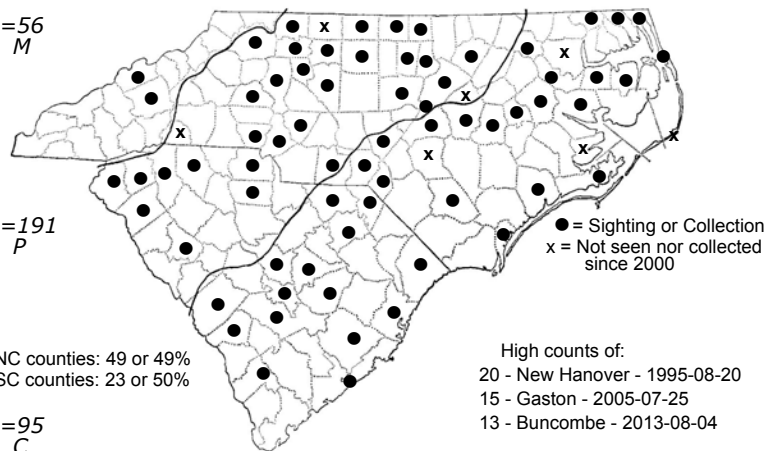 =56
M
=191
P
● = Sighting or Collection
x = Not seen nor collected
since 2000
NC counties: 49 or 49%
SC counties: 23 or 50%
High counts of:
20 - New Hanover - 1995-08-20
15 - Gaston - 2005-07-25
13 - Buncombe - 2013-08-04
=95
C